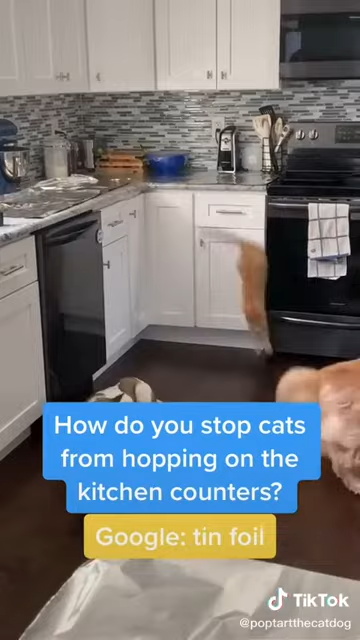 How do you stop cats
from hopping on the
kitchen counters?
Google: tin foil
TikTok
@poptartthecatdog